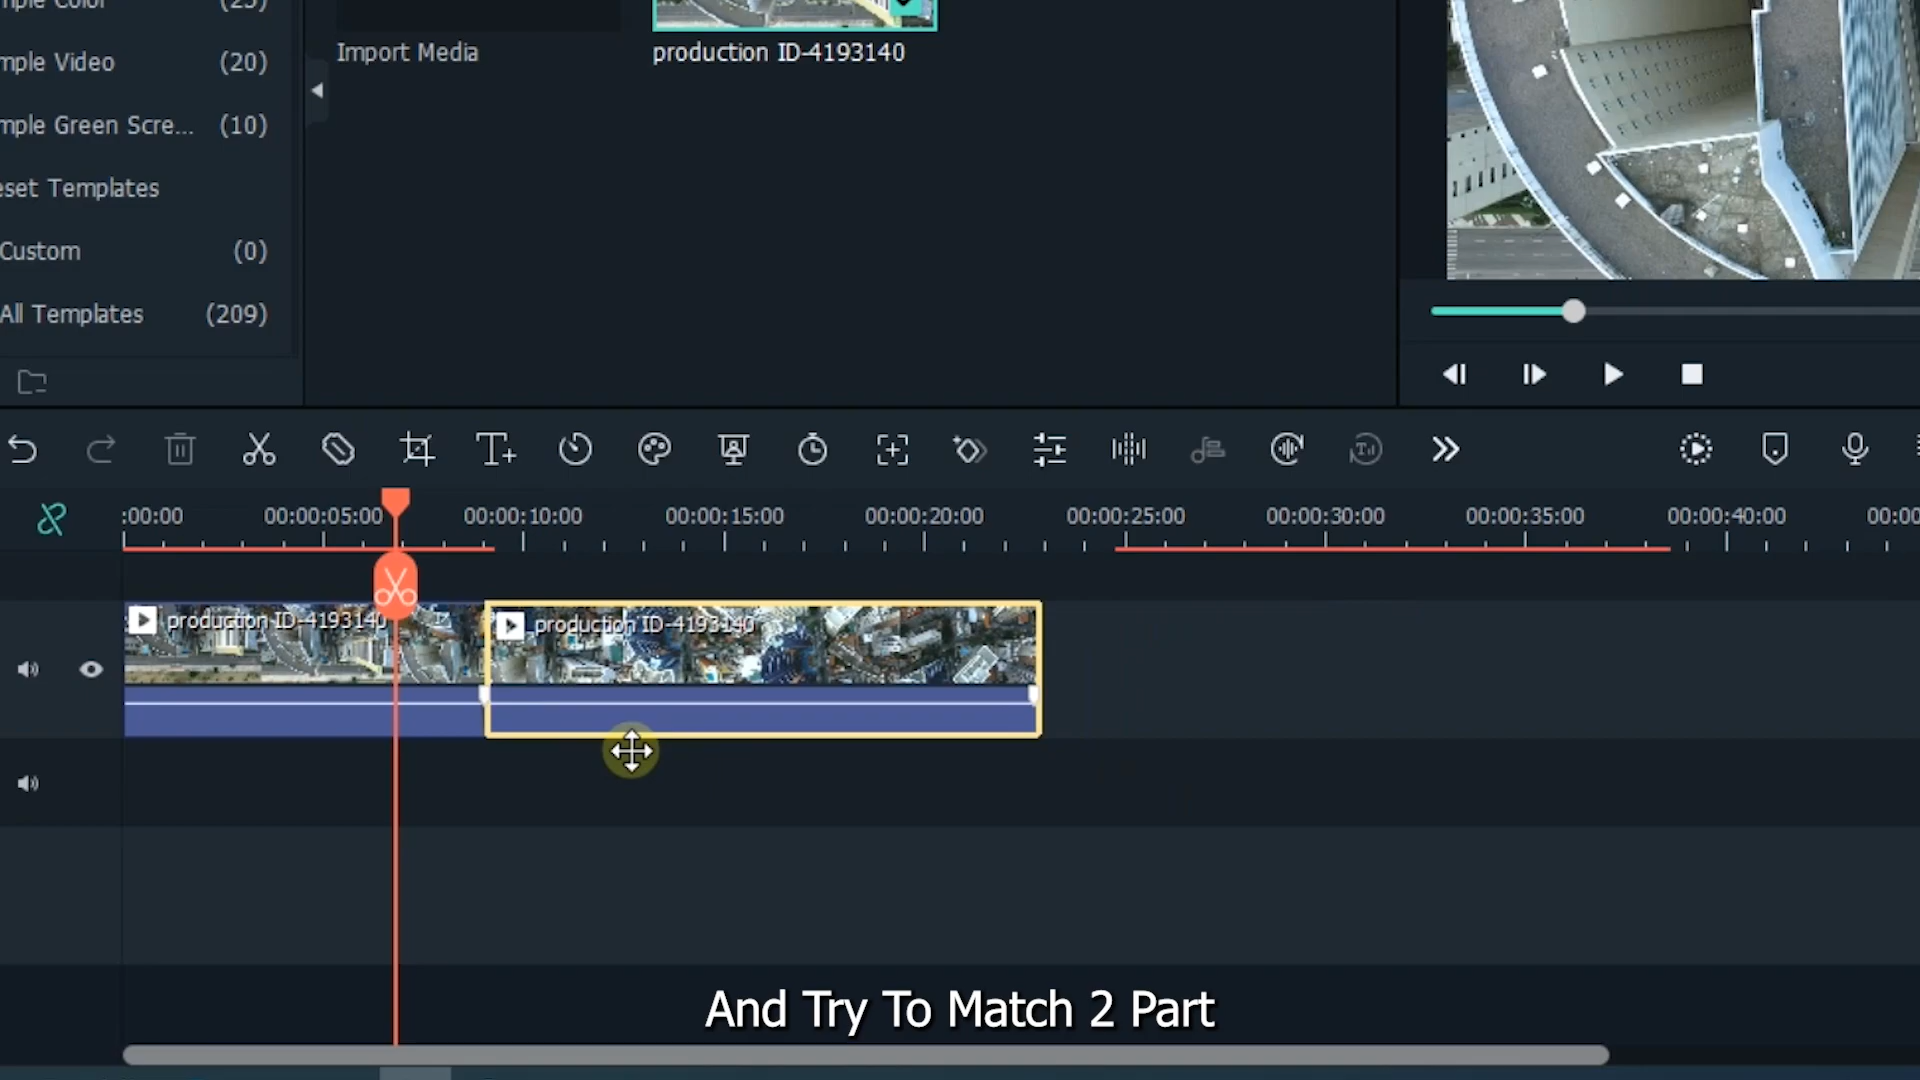 mple Color (25)
mple Video (20)
mple Green Scre... (10)
eset Templates
Custom (0)
All Templates (209)
Import Media
production ID-4193140
:00:00 00:00:05:00 00:00:10:00 00:00:15:00 00:00:20:00 00:00:25:00 00:00:30:00 00:00:35:00 00:00:40:00 00:00
production ID-4193140
production ID-4193140
And Try To Match 2 Part